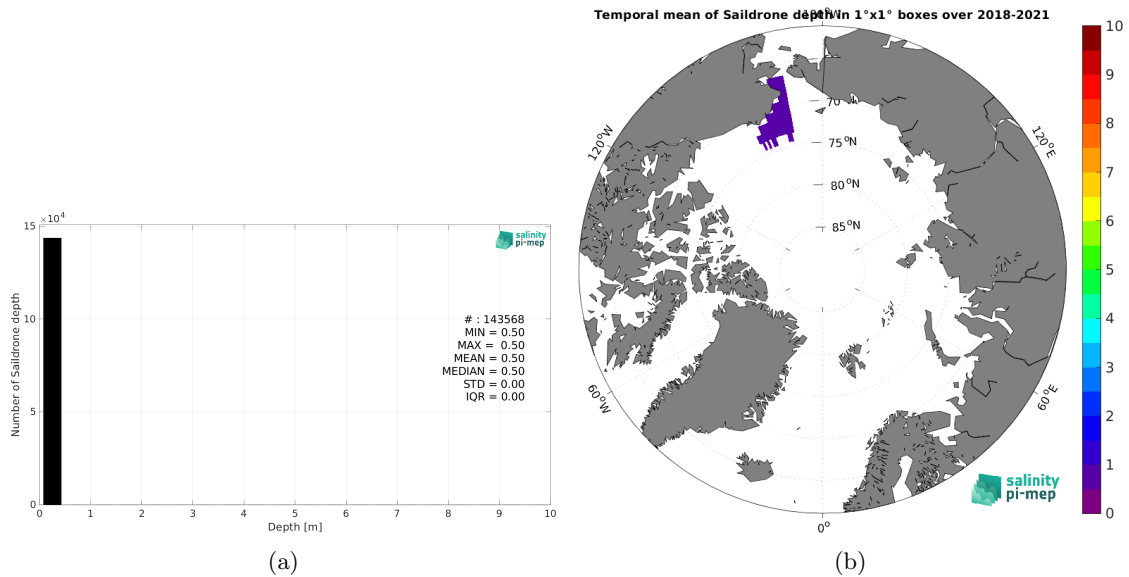 Temporal mean of Saildrone depth in 1°x1° boxes over 2018-2021
180°W
70°N
75°N
80°N
85°N
120°W
120°E
60°W
60°E
0°
10
9
8
7
6
5
4
3
2
1
0
salinity
pi-mep
×10⁴
15
10
5
0
Number of Saildrone depth
salinity
pi-mep
# : 143568
MIN = 0.50
MAX = 0.50
MEAN = 0.50
MEDIAN = 0.50
STD = 0.00
IQR = 0.00
0 1 2 3 4 5 6 7 8 9 10
Depth [m]
(a)
(b)